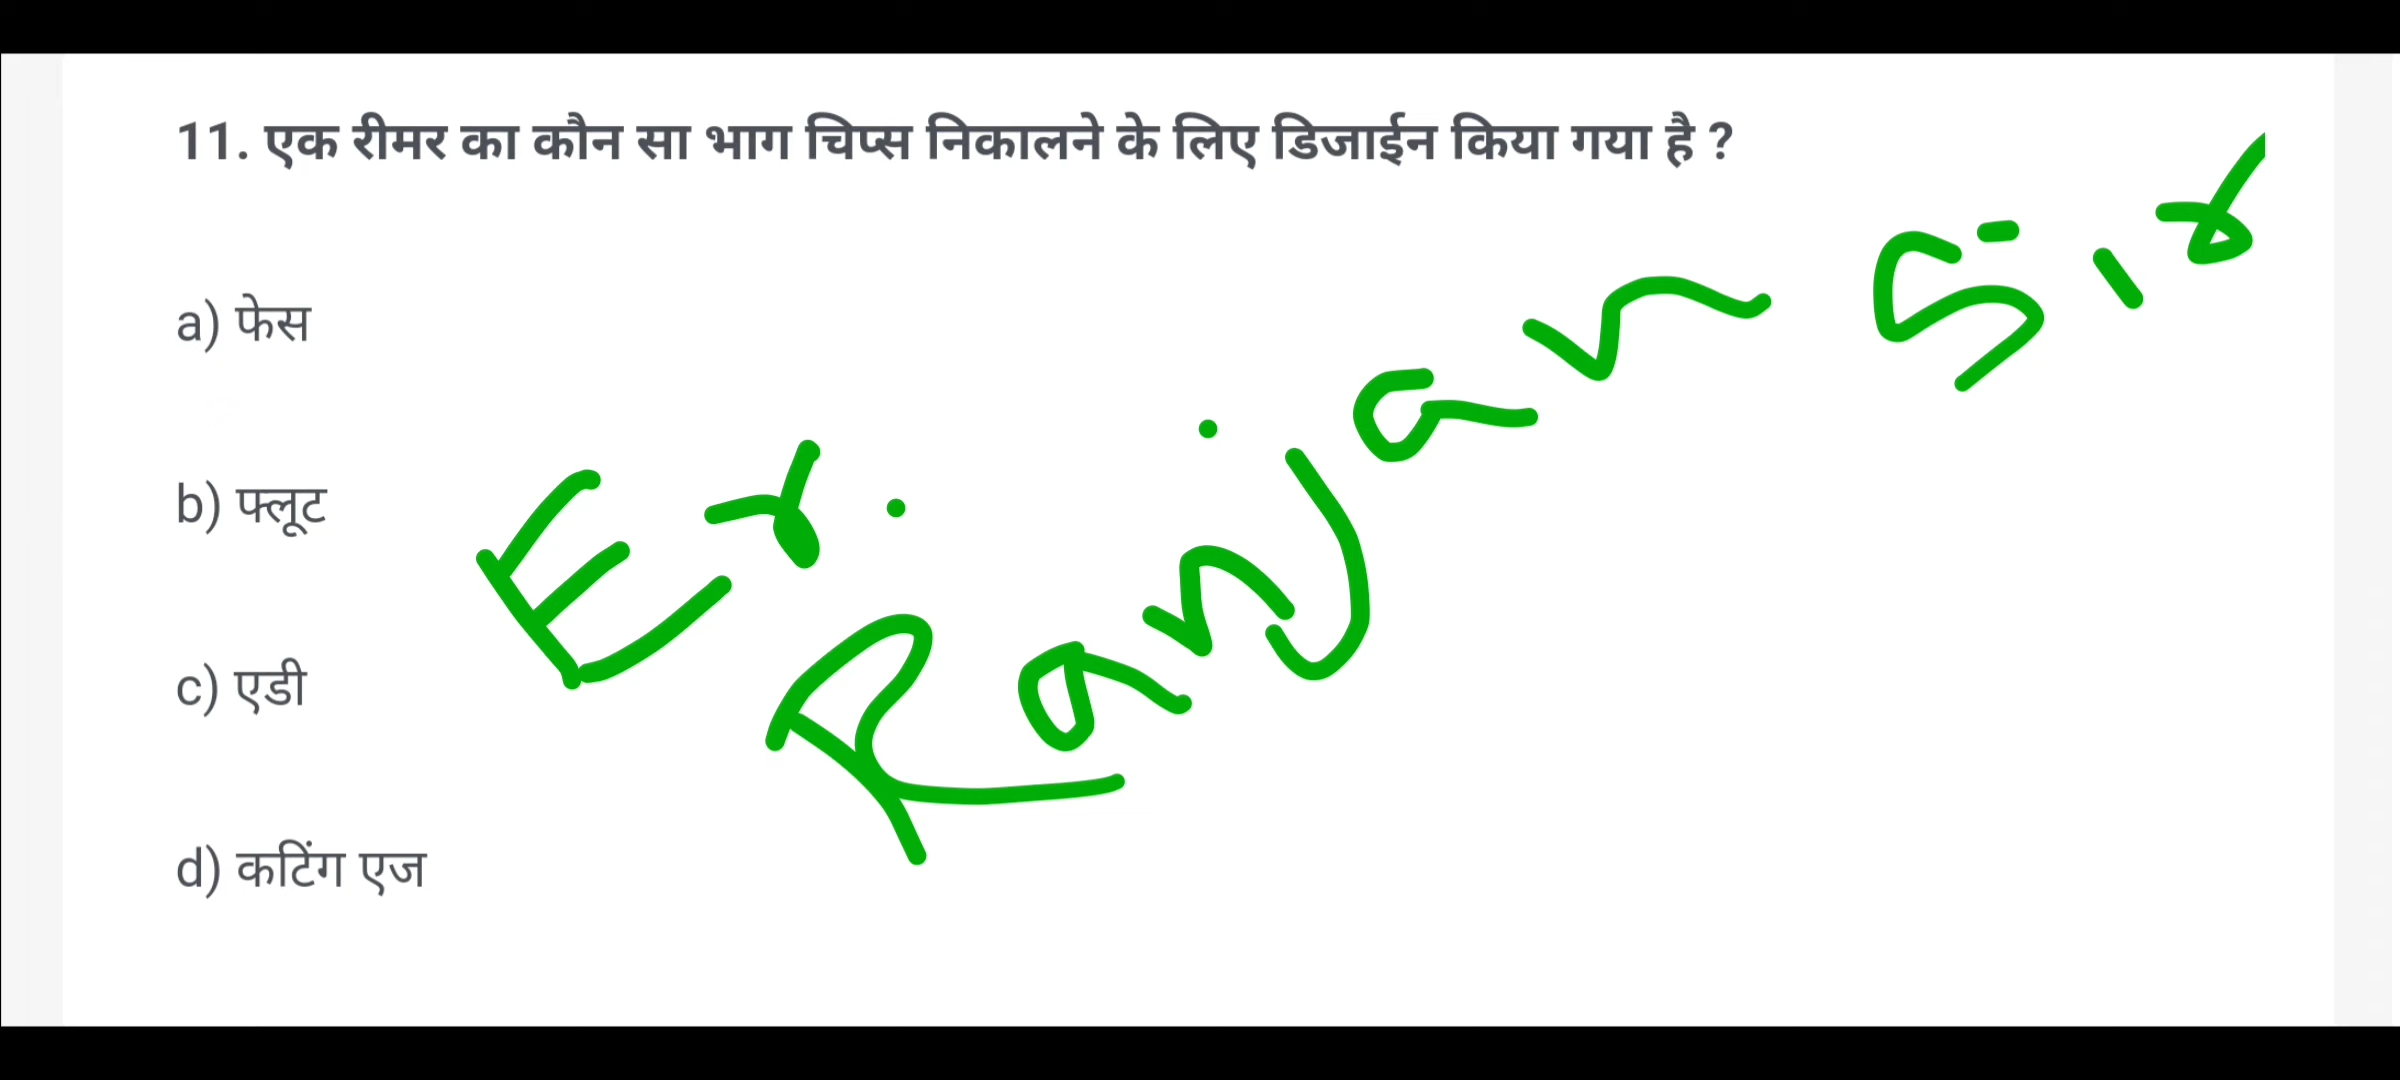 11. एक रीमर का कौन सा भाग चिप्स निकालने के लिए डिजाईन किया गया है ?
a) फेस
b) फ्लूट
c) एडी
d) कटिंग एज
Er.
Ranjan Sir